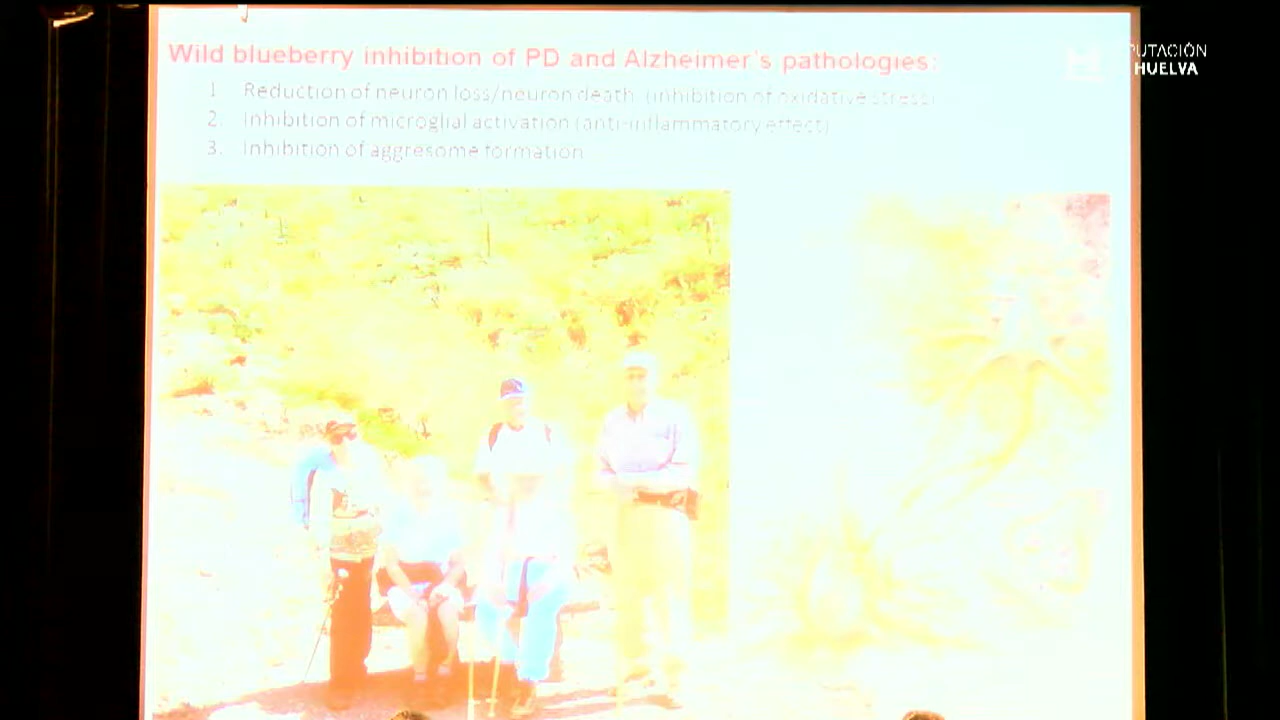 Wild blueberry inhibition of PD and Alzheimer's pathologies:
1. Reduction of neuron loss/neuron death (inhibition of oxidative stress)
2. Inhibition of microglial activation (anti-inflammatory effect)
3. Inhibition of aggresome formation
PUTACIÓN
HUELVA